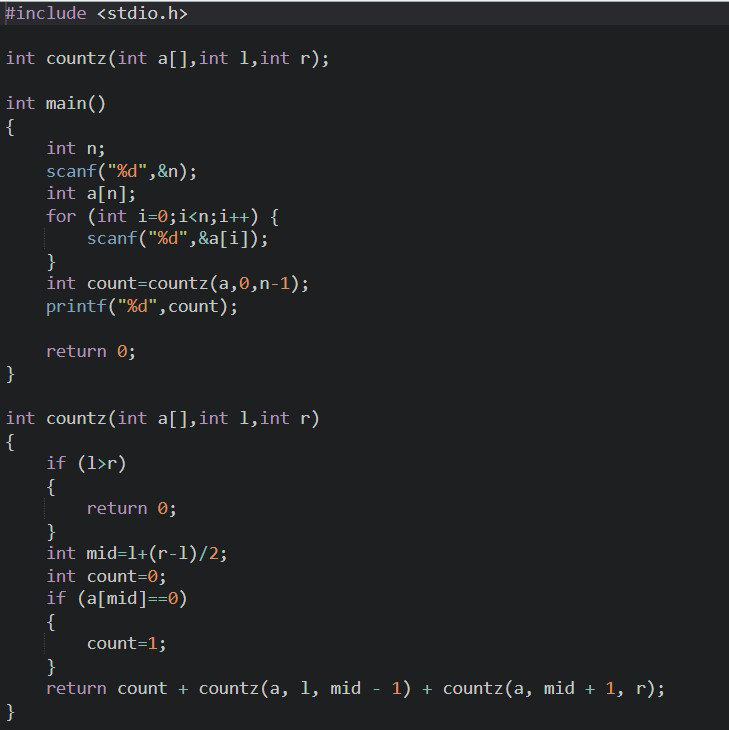 #include <stdio.h>
int countz(int a[],int l,int r);
int main()
{
int n;
scanf("%d",&n);
int a[n];
for (int i=0;i<n;i++) {
scanf("%d",&a[i]);
}
int count=countz(a,0,n-1);
printf("%d",count);
return 0;
}
int countz(int a[],int l,int r)
{
if (l>r)
{
return 0;
}
int mid=l+(r-l)/2;
int count=0;
if (a[mid]==0)
{
count=1;
}
return count + countz(a, l, mid - 1) + countz(a, mid + 1, r);
}